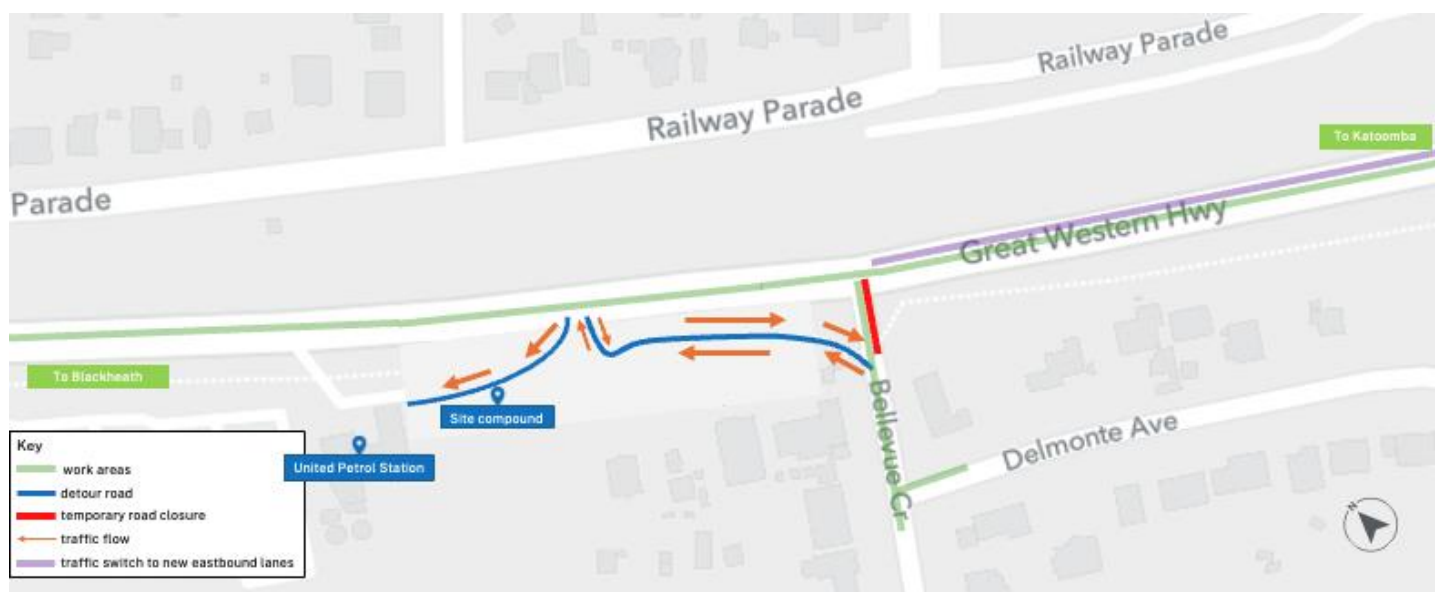 Railway Parade
Railway Parade
To Katoomba
Parade
Great Western Hwy
To Blackheath
Site compound
United Petrol Station
Bellevue Cr
Delmonte Ave
Key
work areas
detour road
temporary road closure
traffic flow
traffic switch to new eastbound lanes
N